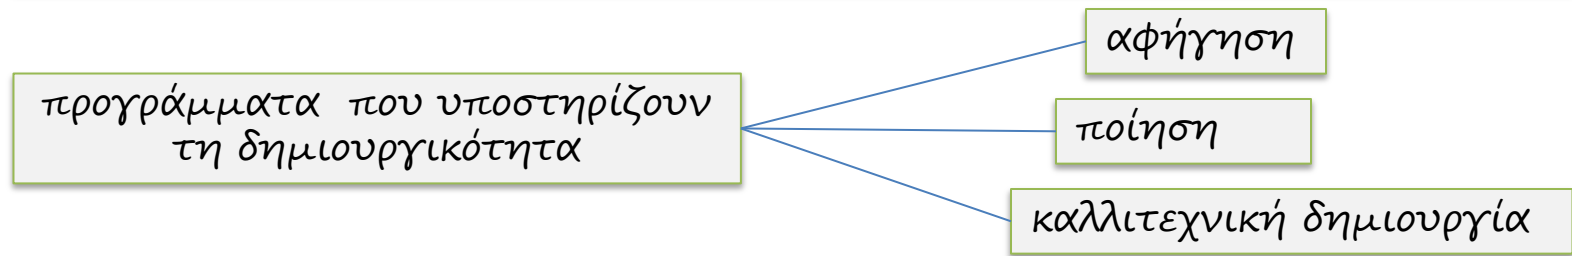 προγράμματα που υποστηρίζουν
τη δημιουργικότητα
αφήγηση
ποίηση
καλλιτεχνική δημιουργία